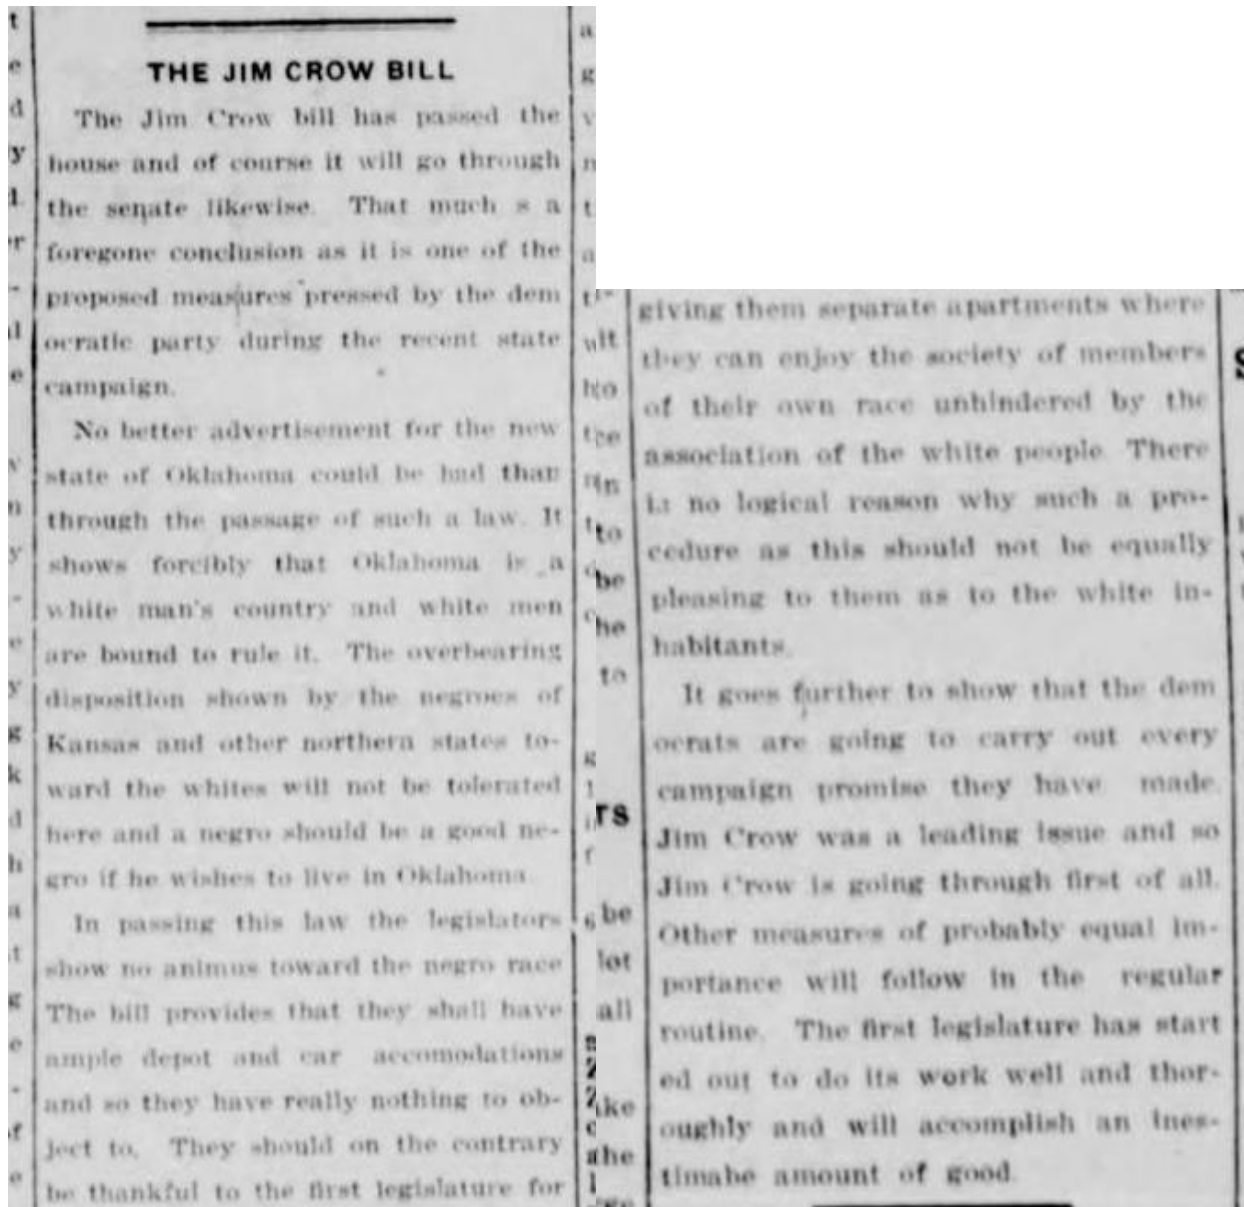 THE JIM CROW BILL
The Jim Crow bill has passed the
house and of course it will go through
the senate likewise. That much s a
foregone conclusion as it is one of the
proposed measures pressed by the dem
ocratic party during the recent state
campaign.
No better advertisement for the new
state of Oklahoma could be had than
through the passage of such a law. It
shows forcibly that Oklahoma is a
white man's country and white men
are bound to rule it. The overbearing
disposition shown by the negroes of
Kansas and other northern states to-
ward the whites will not be tolerated
here and a negro should be a good ne-
gro if he wishes to live in Oklahoma.
In passing this law the legislators
show no animus toward the negro race
The bill provides that they shall have
ample depot and car accomodations
and so they have really nothing to ob-
ject to. They should on the contrary
be thankful to the first legislature for
giving them separate apartments where
they can enjoy the society of members
of their own race unhindered by the
association of the white people. There
is no logical reason why such a pro-
cedure as this should not be equally
pleasing to them as to the white in-
habitants.
It goes further to show that the dem
ocrats are going to carry out every
campaign promise they have made.
Jim Crow was a leading issue and so
Jim Crow is going through first of all.
Other measures of probably equal im-
portance will follow in the regular
routine. The first legislature has start
ed out to do its work well and thor-
oughly and will accomplish an ines-
timabe amount of good.